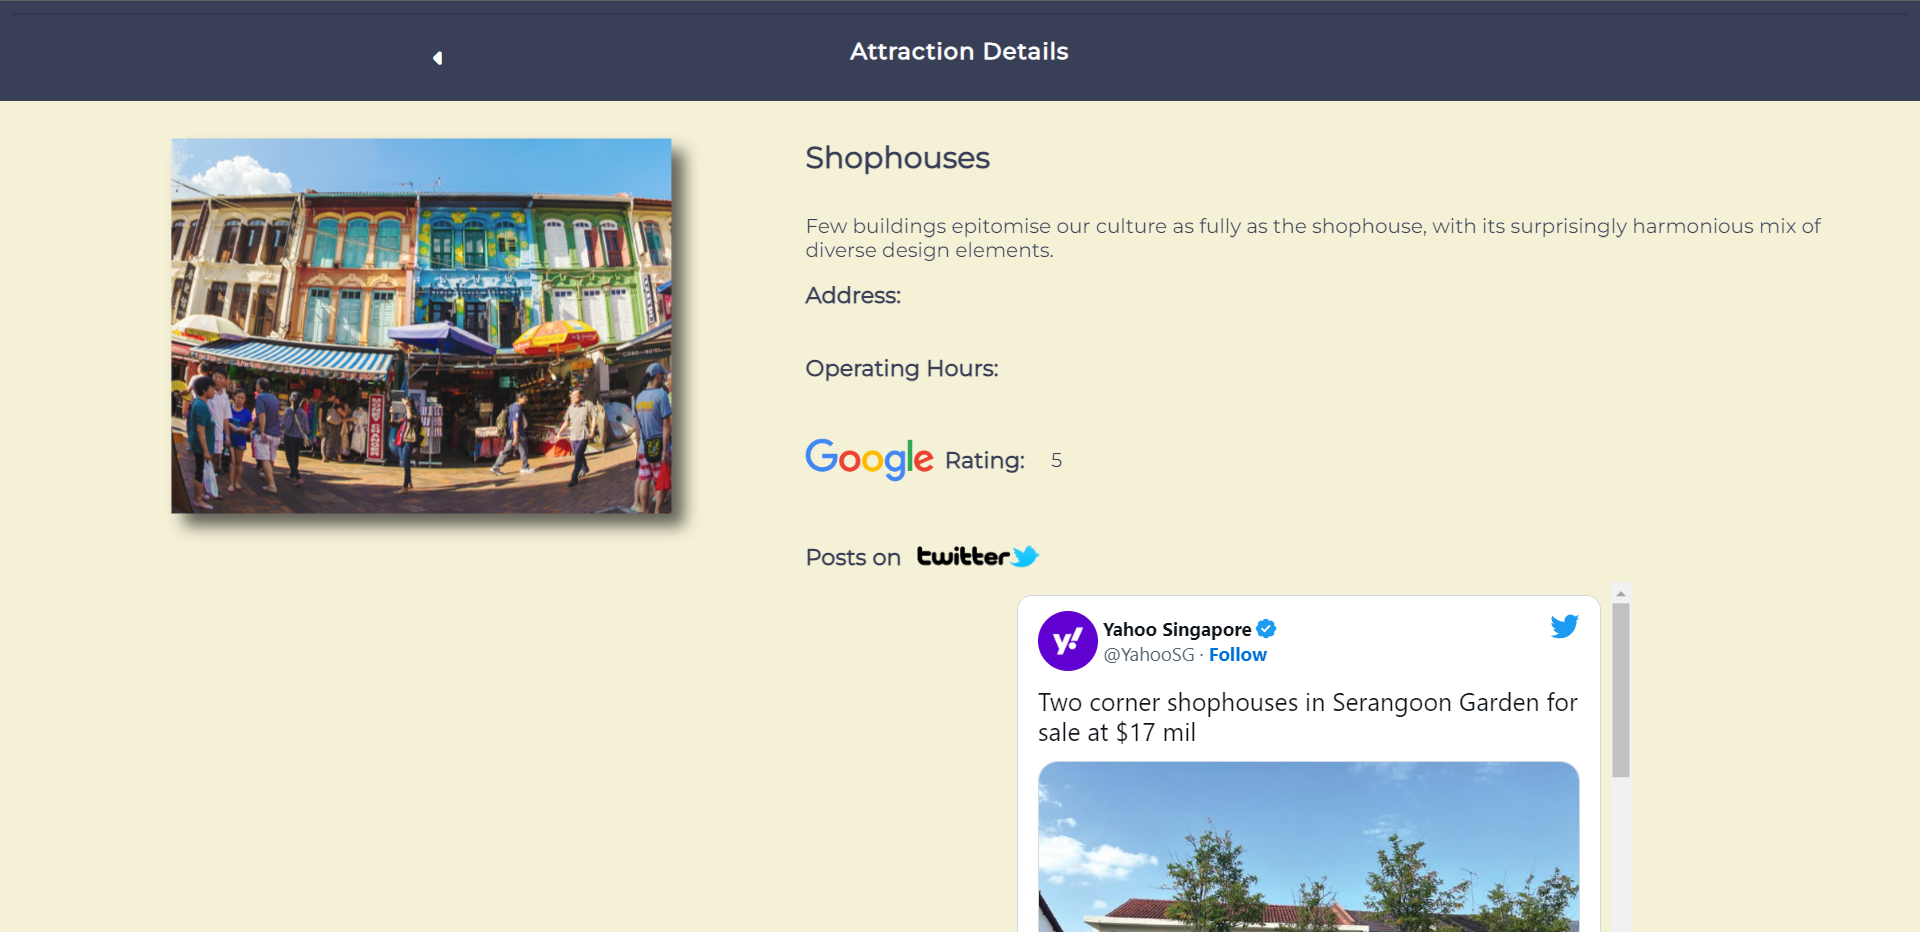 Attraction Details
Shophouses
Few buildings epitomise our culture as fully as the shophouse, with its surprisingly harmonious mix of
diverse design elements.
Address:
Operating Hours:
Google Rating: 5
Posts on twitter
Yahoo Singapore
@YahooSG · Follow
y!
Two corner shophouses in Serangoon Garden for
sale at $17 mil